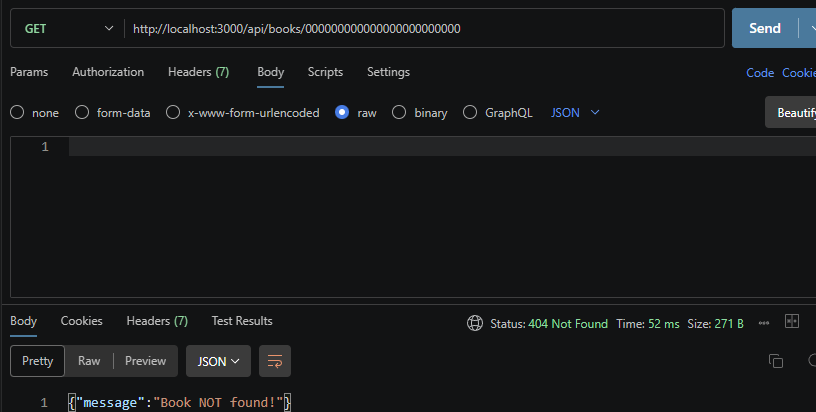 GET http://localhost:3000/api/books/000000000000000000000000 Send
Params Authorization Headers (7) Body Scripts Settings Code Cookie
none form-data x-www-form-urlencoded raw binary GraphQL JSON Beautify
1
Body Cookies Headers (7) Test Results Status: 404 Not Found Time: 52 ms Size: 271 B
Pretty Raw Preview JSON
1 {"message":"Book NOT found!"}